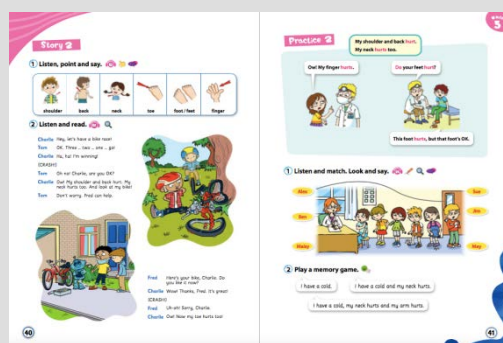 Story 2
1 Listen, point and say.
shoulder back neck toe foot / feet finger
2 Listen and read.
Charlie Hey, let's have a bike race!
Tom OK. Three ... two ... one ... go!
Charlie Ha, ha! I'm winning!
(CRASH!)
Tom Oh no! Charlie, are you OK?
Charlie Ow! My shoulder and back hurt. My
neck hurts too. And look at my bike!
Tom Don't worry. Fred can help.
Fred Here's your bike, Charlie. Do
you like it now?
Charlie Wow! Thanks, Fred. It's great!
(CRASH!)
Fred Uh-oh! Sorry, Charlie.
Charlie Ow! Now my toe hurts too!
40
3
Practice 2
My shoulder and back hurt.
My neck hurts too.
Ow! My finger hurts.
Do your feet hurt?
This foot hurts, but that foot's OK.
1 Listen and match. Look and say.
Alex
Sue
Ben
Jim
May
2 Play a memory game.
I have a cold.
I have a cold and my neck hurts.
I have a cold, my neck hurts and my arm hurts.
41